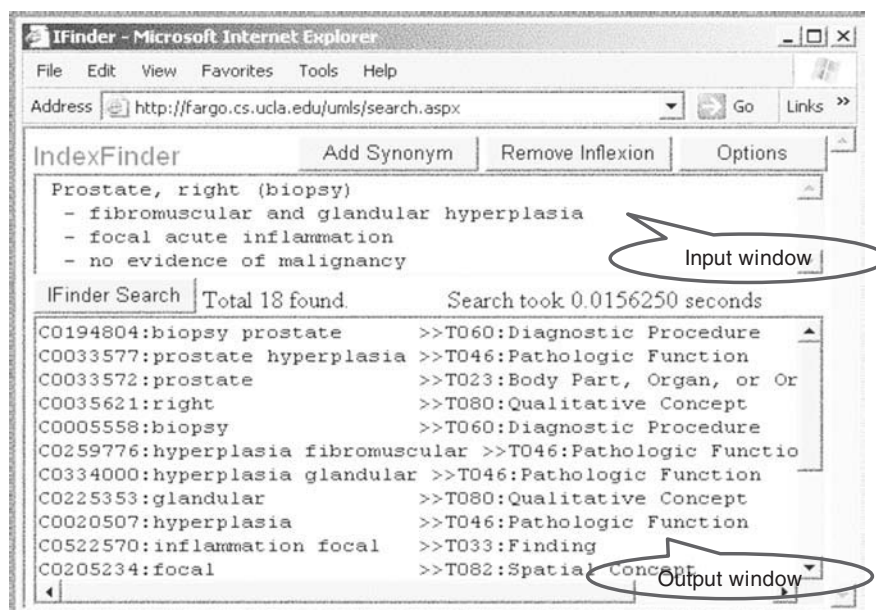 IFinder - Microsoft Internet Explorer
File Edit View Favorites Tools Help
Address http://fargo.cs.ucla.edu/umls/search.aspx Go Links »
IndexFinder Add Synonym Remove Inflexion Options
Prostate, right (biopsy)
- fibromuscular and glandular hyperplasia
- focal acute inflammation
- no evidence of malignancy
Input window
IFinder Search Total 18 found. Search took 0.0156250 seconds
C0194804:biopsy prostate >>T060:Diagnostic Procedure
C0033577:prostate hyperplasia >>T046:Pathologic Function
C0033572:prostate >>T023:Body Part, Organ, or Or
C0035621:right >>T080:Qualitative Concept
C0005558:biopsy >>T060:Diagnostic Procedure
C0259776:hyperplasia fibromuscular >>T046:Pathologic Functio
C0334000:hyperplasia glandular >>T046:Pathologic Function
C0225353:glandular >>T080:Qualitative Concept
C0020507:hyperplasia >>T046:Pathologic Function
C0522570:inflammation focal >>T033:Finding
C0205234:focal >>T082:Spatial Concept
Output window